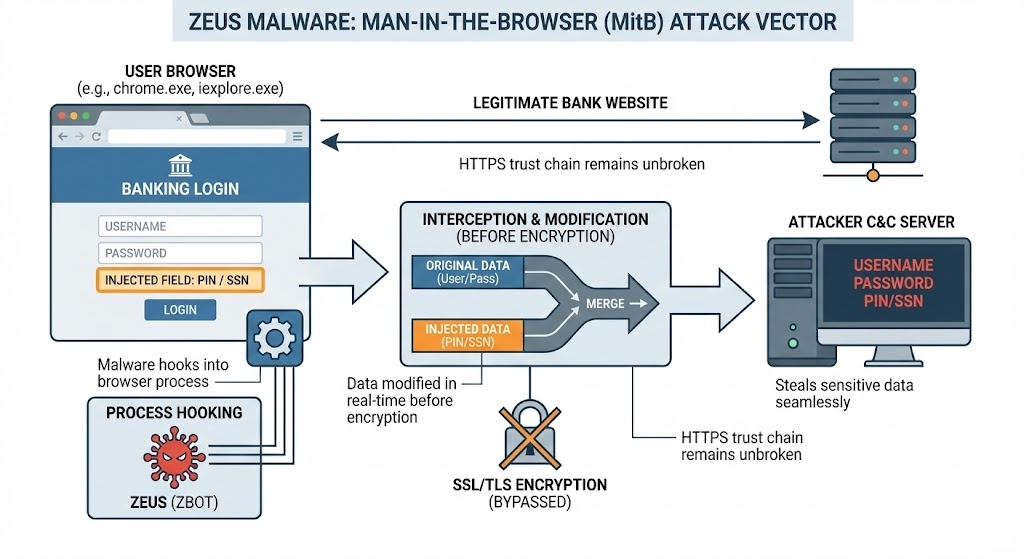 ZEUS MALWARE: MAN-IN-THE-BROWSER (MitB) ATTACK VECTOR
USER BROWSER
(e.g., chrome.exe, iexplore.exe)
BANKING LOGIN
USERNAME
PASSWORD
INJECTED FIELD: PIN / SSN
LOGIN
Malware hooks into
browser process
PROCESS HOOKING
ZEUS (ZBOT)
LEGITIMATE BANK WEBSITE
HTTPS trust chain remains unbroken
INTERCEPTION & MODIFICATION
(BEFORE ENCRYPTION)
ORIGINAL DATA
(User/Pass)
MERGE
INJECTED DATA
(PIN/SSN)
Data modified in
real-time before
encryption
SSL/TLS ENCRYPTION
(BYPASSED)
HTTPS trust chain
remains unbroken
ATTACKER C&C SERVER
USERNAME
PASSWORD
PIN/SSN
Steals sensitive data
seamlessly